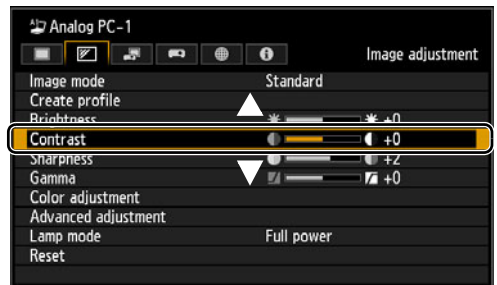 Analog PC-1
Image adjustment
Image mode Standard
Create profile
Brightness +0
Contrast +0
Sharpness +2
Gamma +0
Color adjustment
Advanced adjustment
Lamp mode Full power
Reset